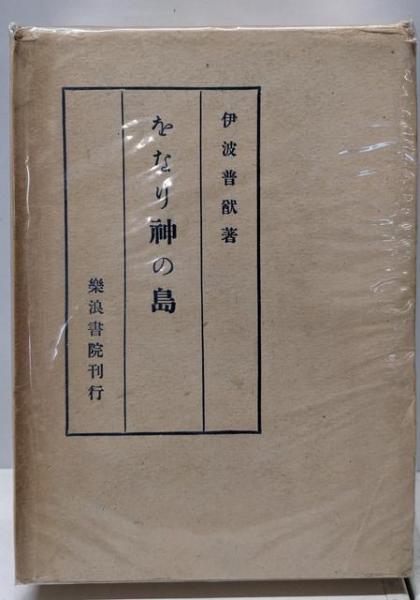 伊波普猷著
をなり神の島
樂浪書院刊行